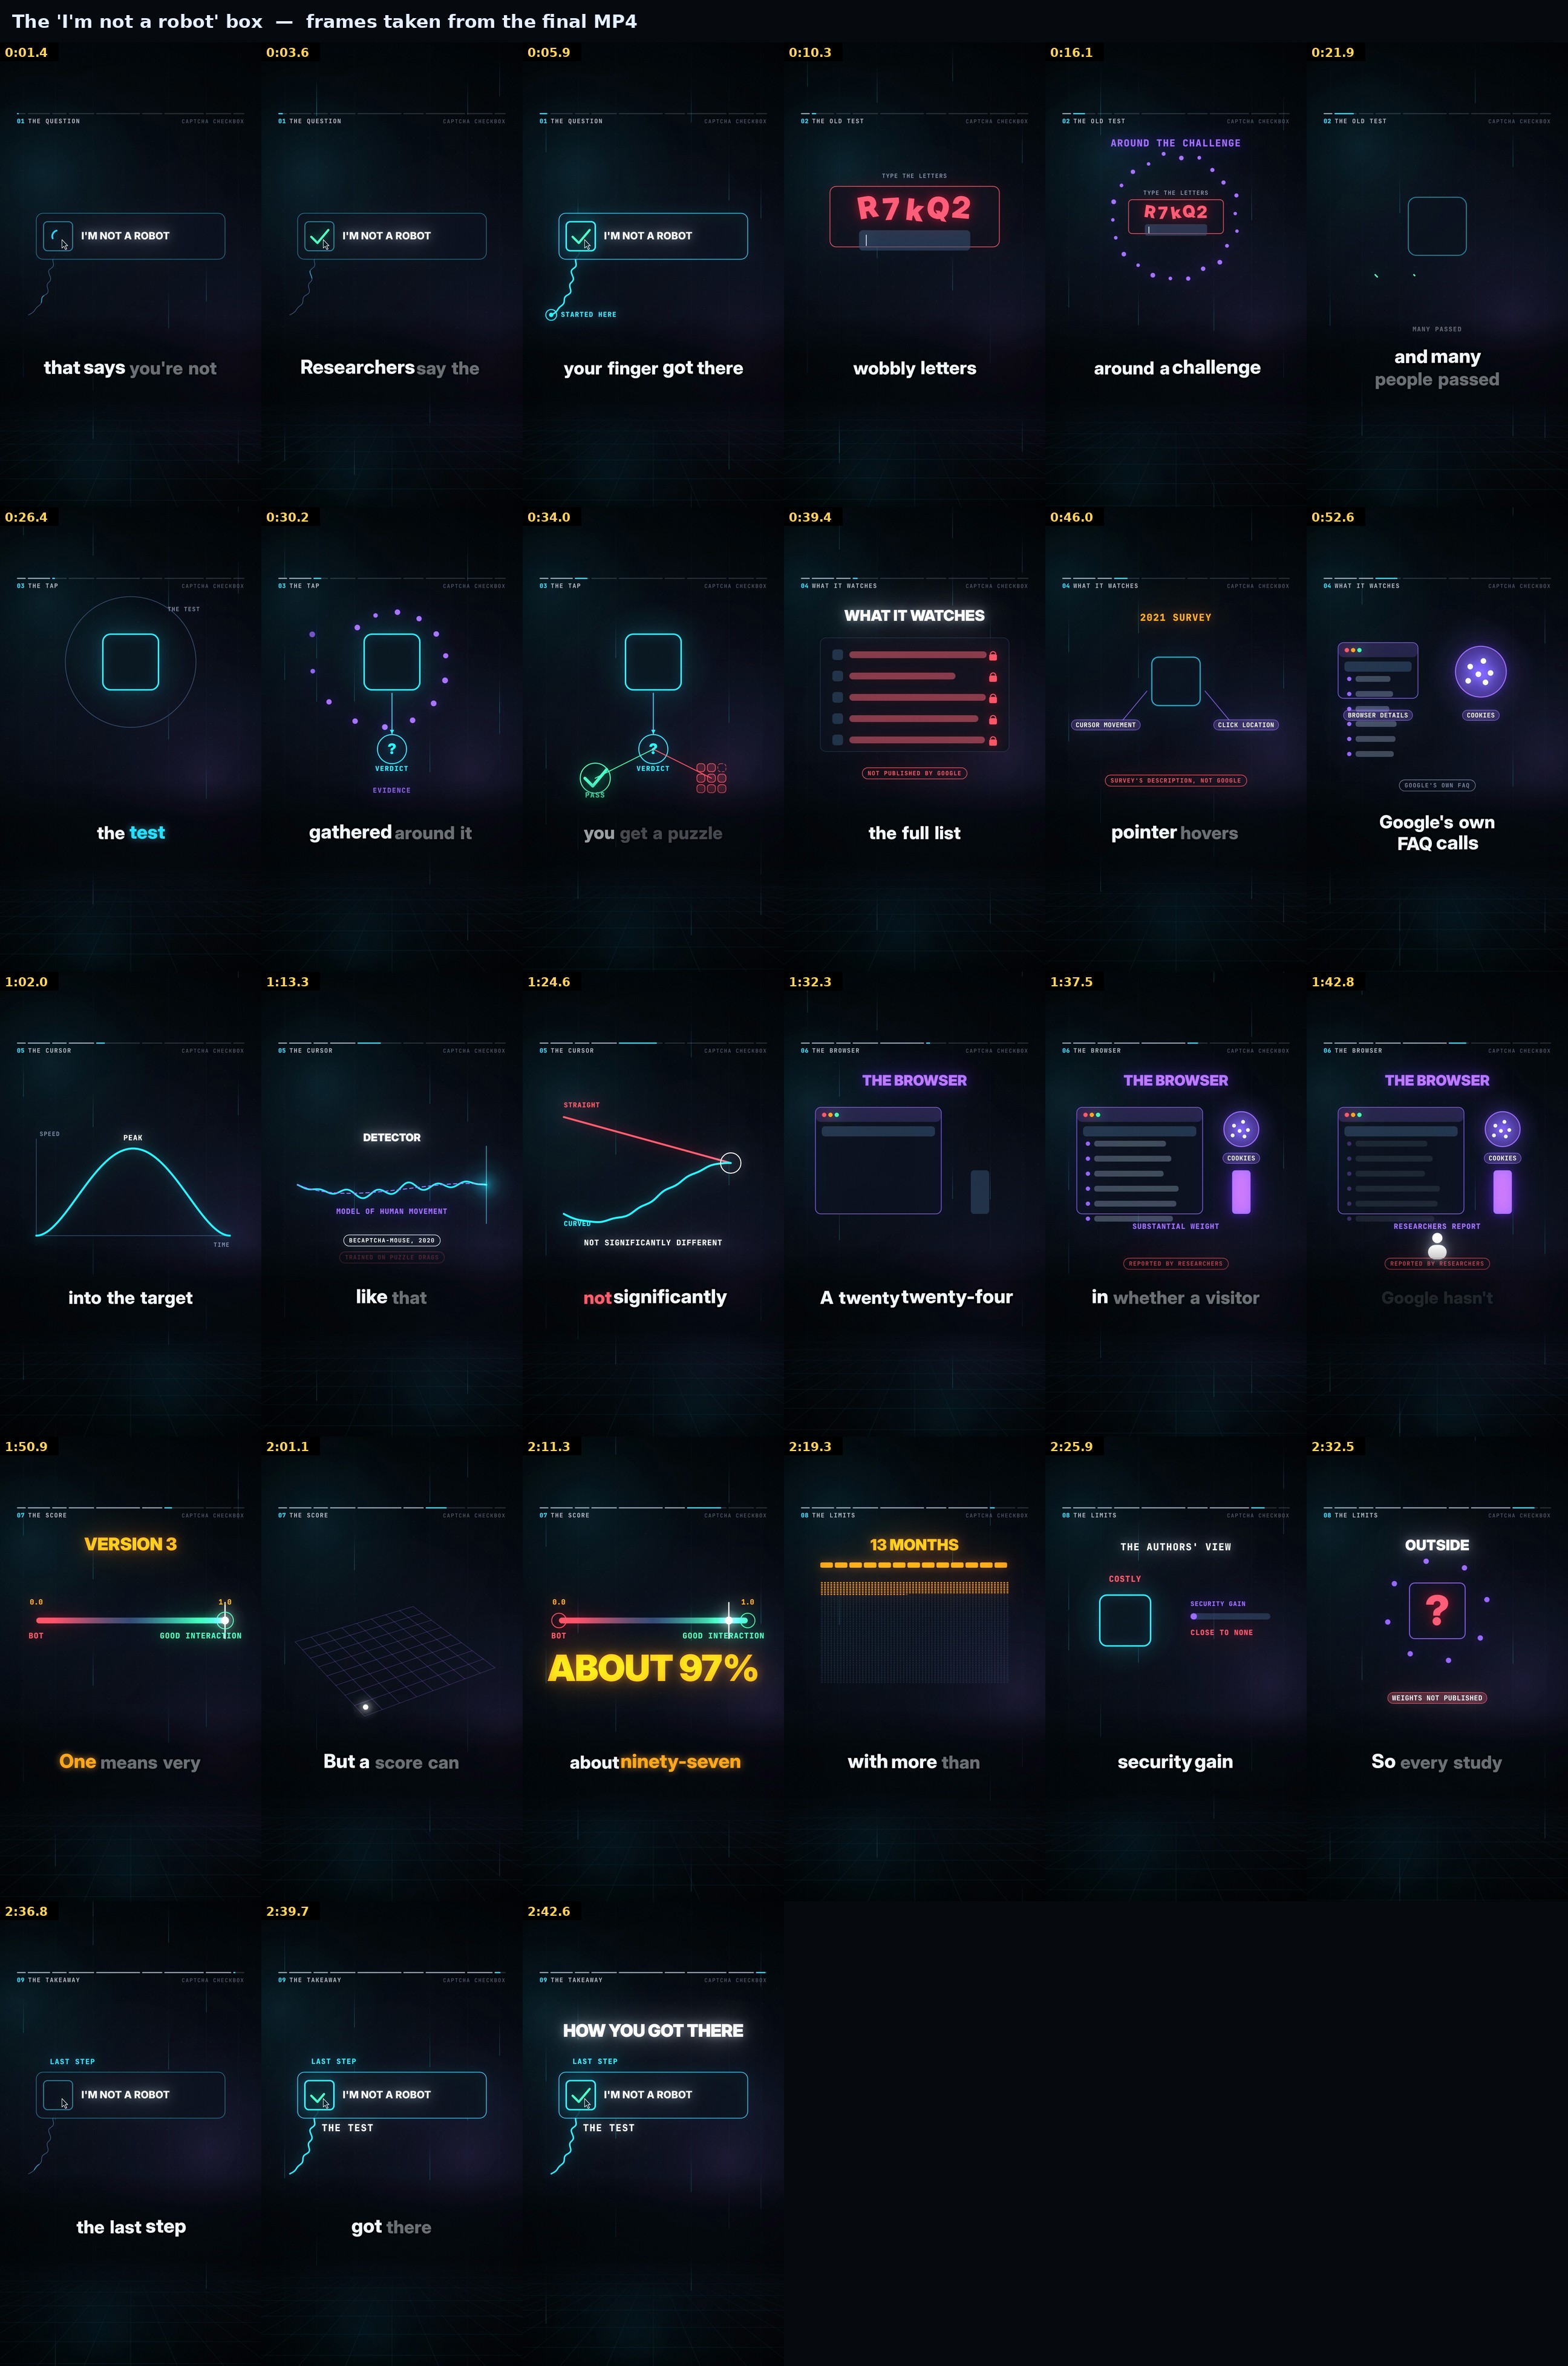 The 'I'm not a robot' box — frames taken from the final MP4
0:01.4
01 THE QUESTION
CAPTCHA CHECKBOX
I'M NOT A ROBOT
that says you're not
0:03.6
01 THE QUESTION
CAPTCHA CHECKBOX
I'M NOT A ROBOT
Researchers say the
0:05.9
01 THE QUESTION
CAPTCHA CHECKBOX
I'M NOT A ROBOT
STARTED HERE
your finger got there
0:10.3
02 THE OLD TEST
CAPTCHA CHECKBOX
TYPE THE LETTERS
R7kQ2
wobbly letters
0:16.1
02 THE OLD TEST
CAPTCHA CHECKBOX
AROUND THE CHALLENGE
TYPE THE LETTERS
R7kQ2
around a challenge
0:21.9
02 THE OLD TEST
CAPTCHA CHECKBOX
MANY PASSED
and many
people passed
0:26.4
03 THE TAP
CAPTCHA CHECKBOX
THE TEST
the test
0:30.2
03 THE TAP
CAPTCHA CHECKBOX
?
VERDICT
EVIDENCE
gathered around it
0:34.0
03 THE TAP
CAPTCHA CHECKBOX
?
VERDICT
PASS
you get a puzzle
0:39.4
04 WHAT IT WATCHES
CAPTCHA CHECKBOX
WHAT IT WATCHES
NOT PUBLISHED BY GOOGLE
the full list
0:46.0
04 WHAT IT WATCHES
CAPTCHA CHECKBOX
2021 SURVEY
CURSOR MOVEMENT
CLICK LOCATION
SURVEY'S DESCRIPTION, NOT GOOGLE
pointer hovers
0:52.6
04 WHAT IT WATCHES
CAPTCHA CHECKBOX
BROWSER DETAILS
COOKIES
GOOGLE'S OWN FAQ
Google's own
FAQ calls
1:02.0
05 THE CURSOR
CAPTCHA CHECKBOX
SPEED
PEAK
TIME
into the target
1:13.3
05 THE CURSOR
CAPTCHA CHECKBOX
DETECTOR
MODEL OF HUMAN MOVEMENT
BECAPTCHA-MOUSE, 2020
TRAINED ON PUZZLE DRAGS
like that
1:24.6
05 THE CURSOR
CAPTCHA CHECKBOX
STRAIGHT
CURVED
NOT SIGNIFICANTLY DIFFERENT
not significantly
1:32.3
06 THE BROWSER
CAPTCHA CHECKBOX
THE BROWSER
A twenty twenty-four
1:37.5
06 THE BROWSER
CAPTCHA CHECKBOX
THE BROWSER
COOKIES
SUBSTANTIAL WEIGHT
REPORTED BY RESEARCHERS
in whether a visitor
1:42.8
06 THE BROWSER
CAPTCHA CHECKBOX
THE BROWSER
COOKIES
RESEARCHERS REPORT
REPORTED BY RESEARCHERS
Google hasn't
1:50.9
07 THE SCORE
CAPTCHA CHECKBOX
VERSION 3
0.0
1.0
BOT
GOOD INTERACTION
One means very
2:01.1
07 THE SCORE
CAPTCHA CHECKBOX
But a score can
2:11.3
07 THE SCORE
CAPTCHA CHECKBOX
0.0
1.0
BOT
GOOD INTERACTION
ABOUT 97%
about ninety-seven
2:19.3
08 THE LIMITS
CAPTCHA CHECKBOX
13 MONTHS
with more than
2:25.9
08 THE LIMITS
CAPTCHA CHECKBOX
THE AUTHORS' VIEW
COSTLY
SECURITY GAIN
CLOSE TO NONE
security gain
2:32.5
08 THE LIMITS
CAPTCHA CHECKBOX
OUTSIDE
?
WEIGHTS NOT PUBLISHED
So every study
2:36.8
09 THE TAKEAWAY
CAPTCHA CHECKBOX
LAST STEP
I'M NOT A ROBOT
the last step
2:39.7
09 THE TAKEAWAY
CAPTCHA CHECKBOX
LAST STEP
I'M NOT A ROBOT
THE TEST
got there
2:42.6
09 THE TAKEAWAY
CAPTCHA CHECKBOX
HOW YOU GOT THERE
LAST STEP
I'M NOT A ROBOT
THE TEST